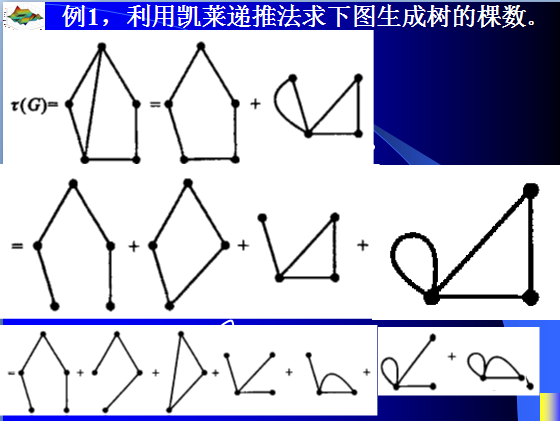 例1，利用凯莱递推法求下图生成树的棵数。
τ(G)= = +
= + + +
= + + + + + +